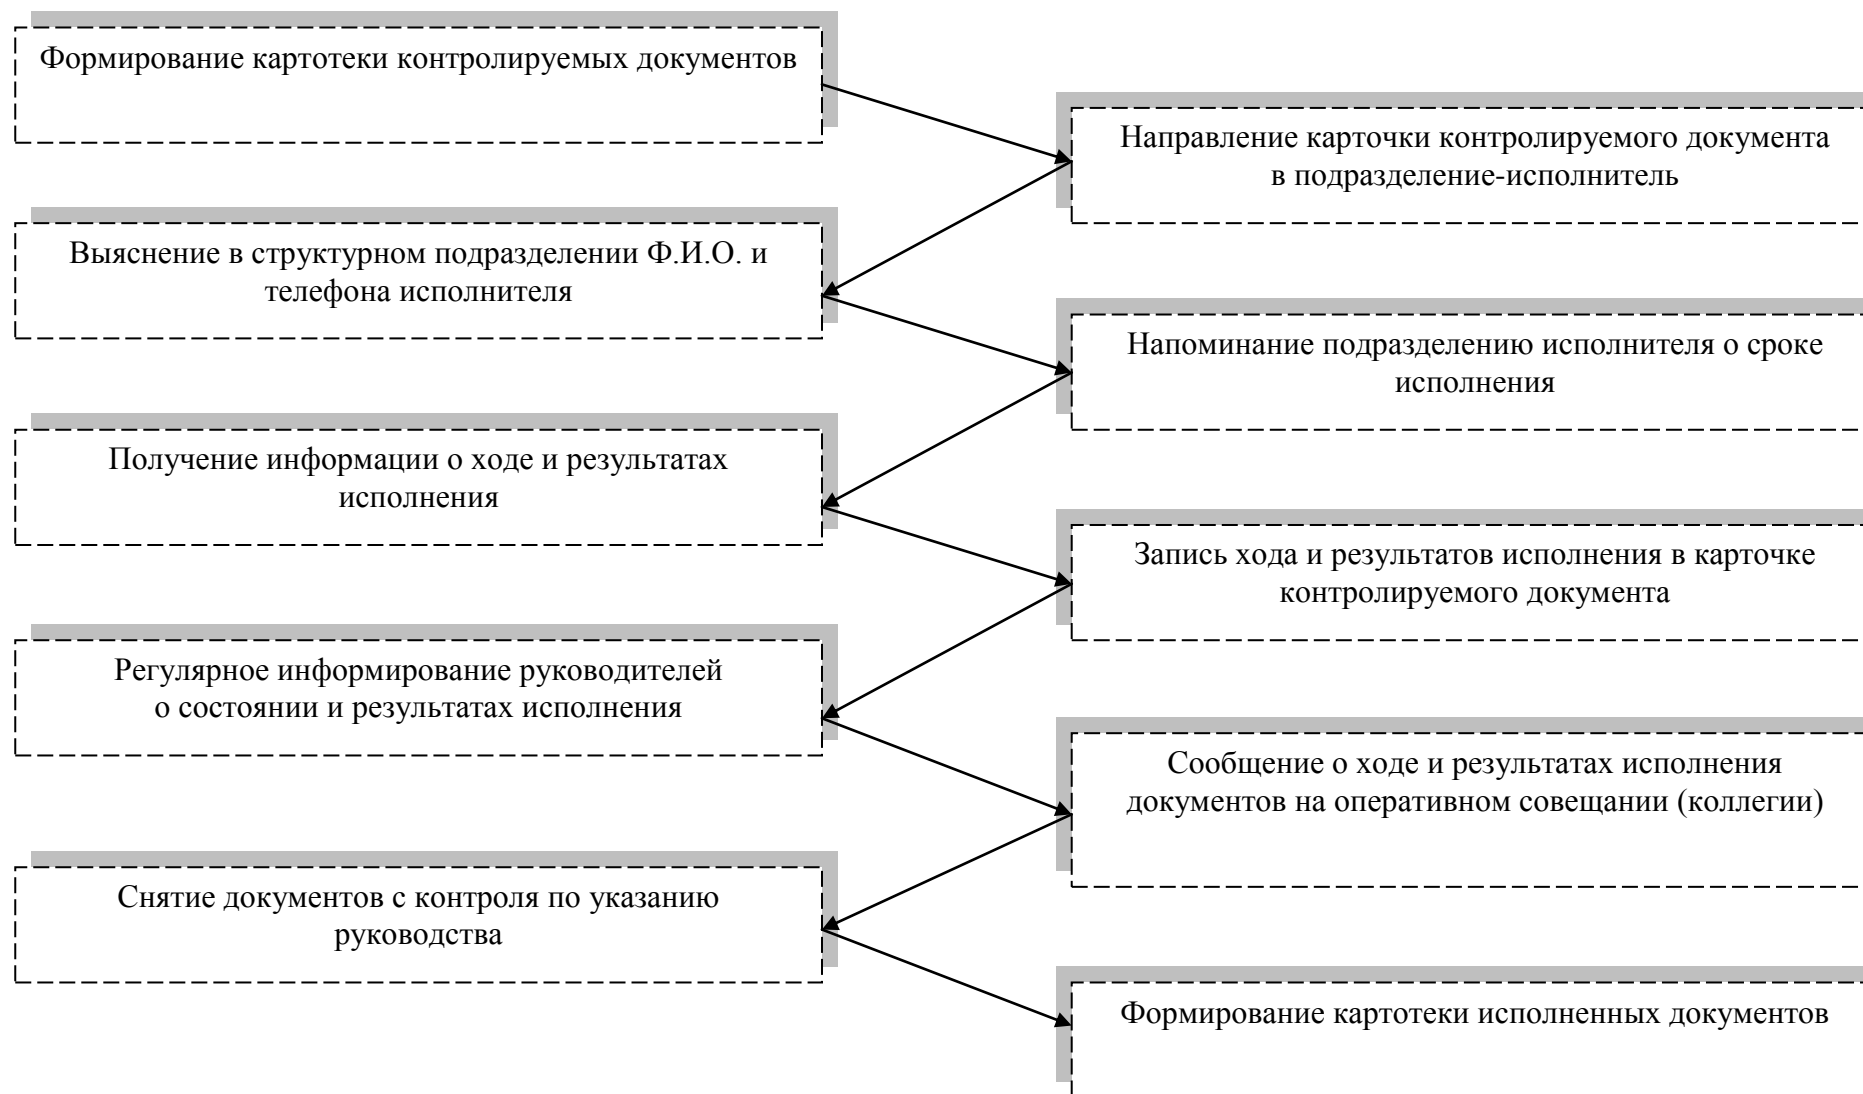 Формирование картотеки контролируемых документов
Направление карточки контролируемого документа
в подразделение-исполнитель
Выяснение в структурном подразделении Ф.И.О. и
телефона исполнителя
Напоминание подразделению исполнителя о сроке
исполнения
Получение информации о ходе и результатах
исполнения
Запись хода и результатов исполнения в карточке
контролируемого документа
Регулярное информирование руководителей
о состоянии и результатах исполнения
Сообщение о ходе и результатах исполнения
документов на оперативном совещании (коллегии)
Снятие документов с контроля по указанию
руководства
Формирование картотеки исполненных документов